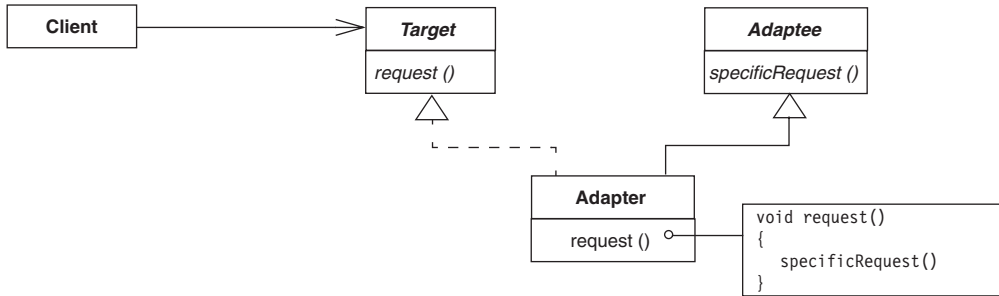 Client
Target
request ()
Adaptee
specificRequest ()
Adapter
request ()
void request()
{
specificRequest()
}